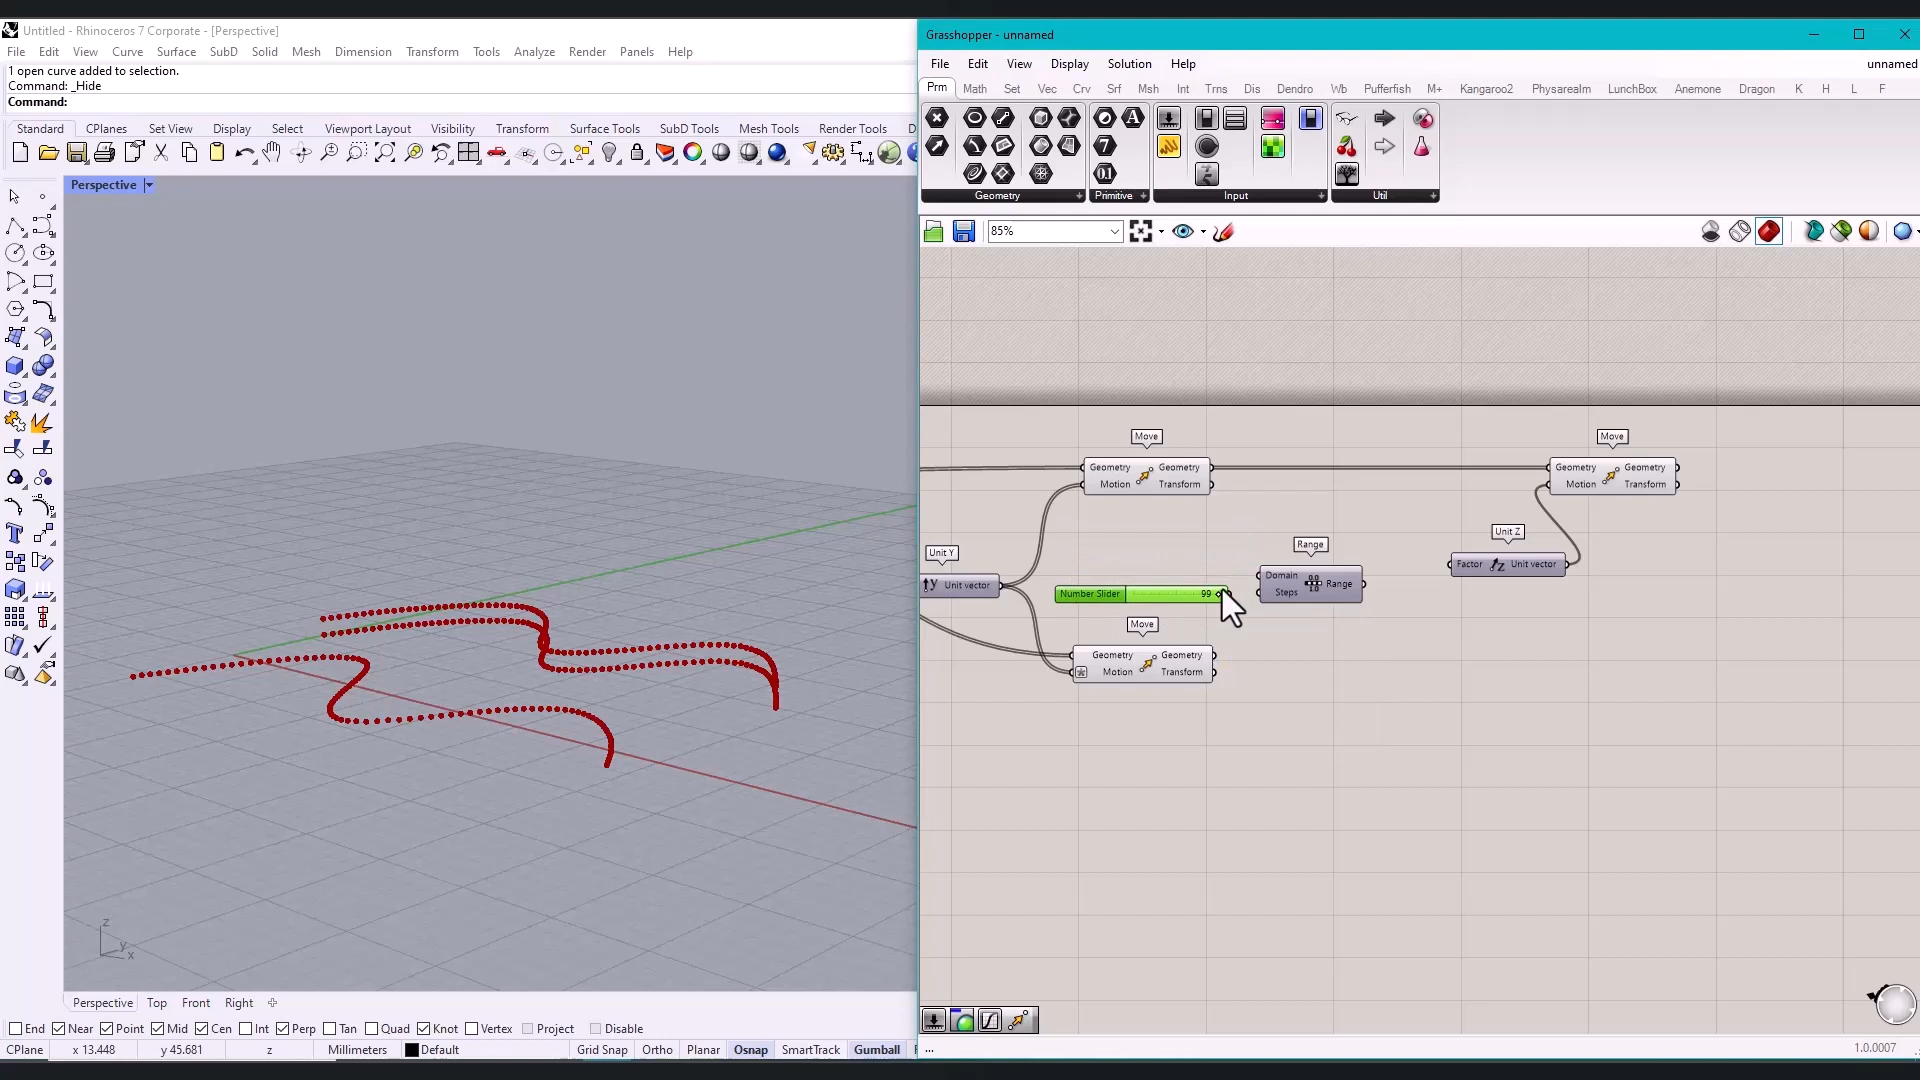 Untitled - Rhinoceros 7 Corporate - [Perspective]
File Edit View Curve Surface SubD Solid Mesh Dimension Transform Tools Analyze Render Panels Help
1 open curve added to selection.
Command: _Hide
Command:
Standard CPlanes Set View Display Select Viewport Layout Visibility Transform Surface Tools SubD Tools Mesh Tools Render Tools D
Perspective
z
y
x
Perspective Top Front Right
End Near Point Mid Cen Int Perp Tan Quad Knot Vertex Project Disable
CPlane x 13.448 y 45.681 z Millimeters Default Grid Snap Ortho Planar Osnap SmartTrack Gumball
Grasshopper - unnamed
File Edit View Display Solution Help unnamed
Prm Math Set Vec Crv Srf Msh Int Trns Dis Dendro Wb Pufferfish M+ Kangaroo2 Physarealm LunchBox Anemone Dragon K H L F
Geometry Primitive Input Util
85%
Move Move
Geometry Geometry
Motion Transform
Geometry Geometry
Motion Transform
Unit Y
Unit vector
Number Slider 99
Range
Domain Range
Steps
Unit Z
Factor Unit vector
Move
Geometry Geometry
Motion Transform
...
1.0.0007